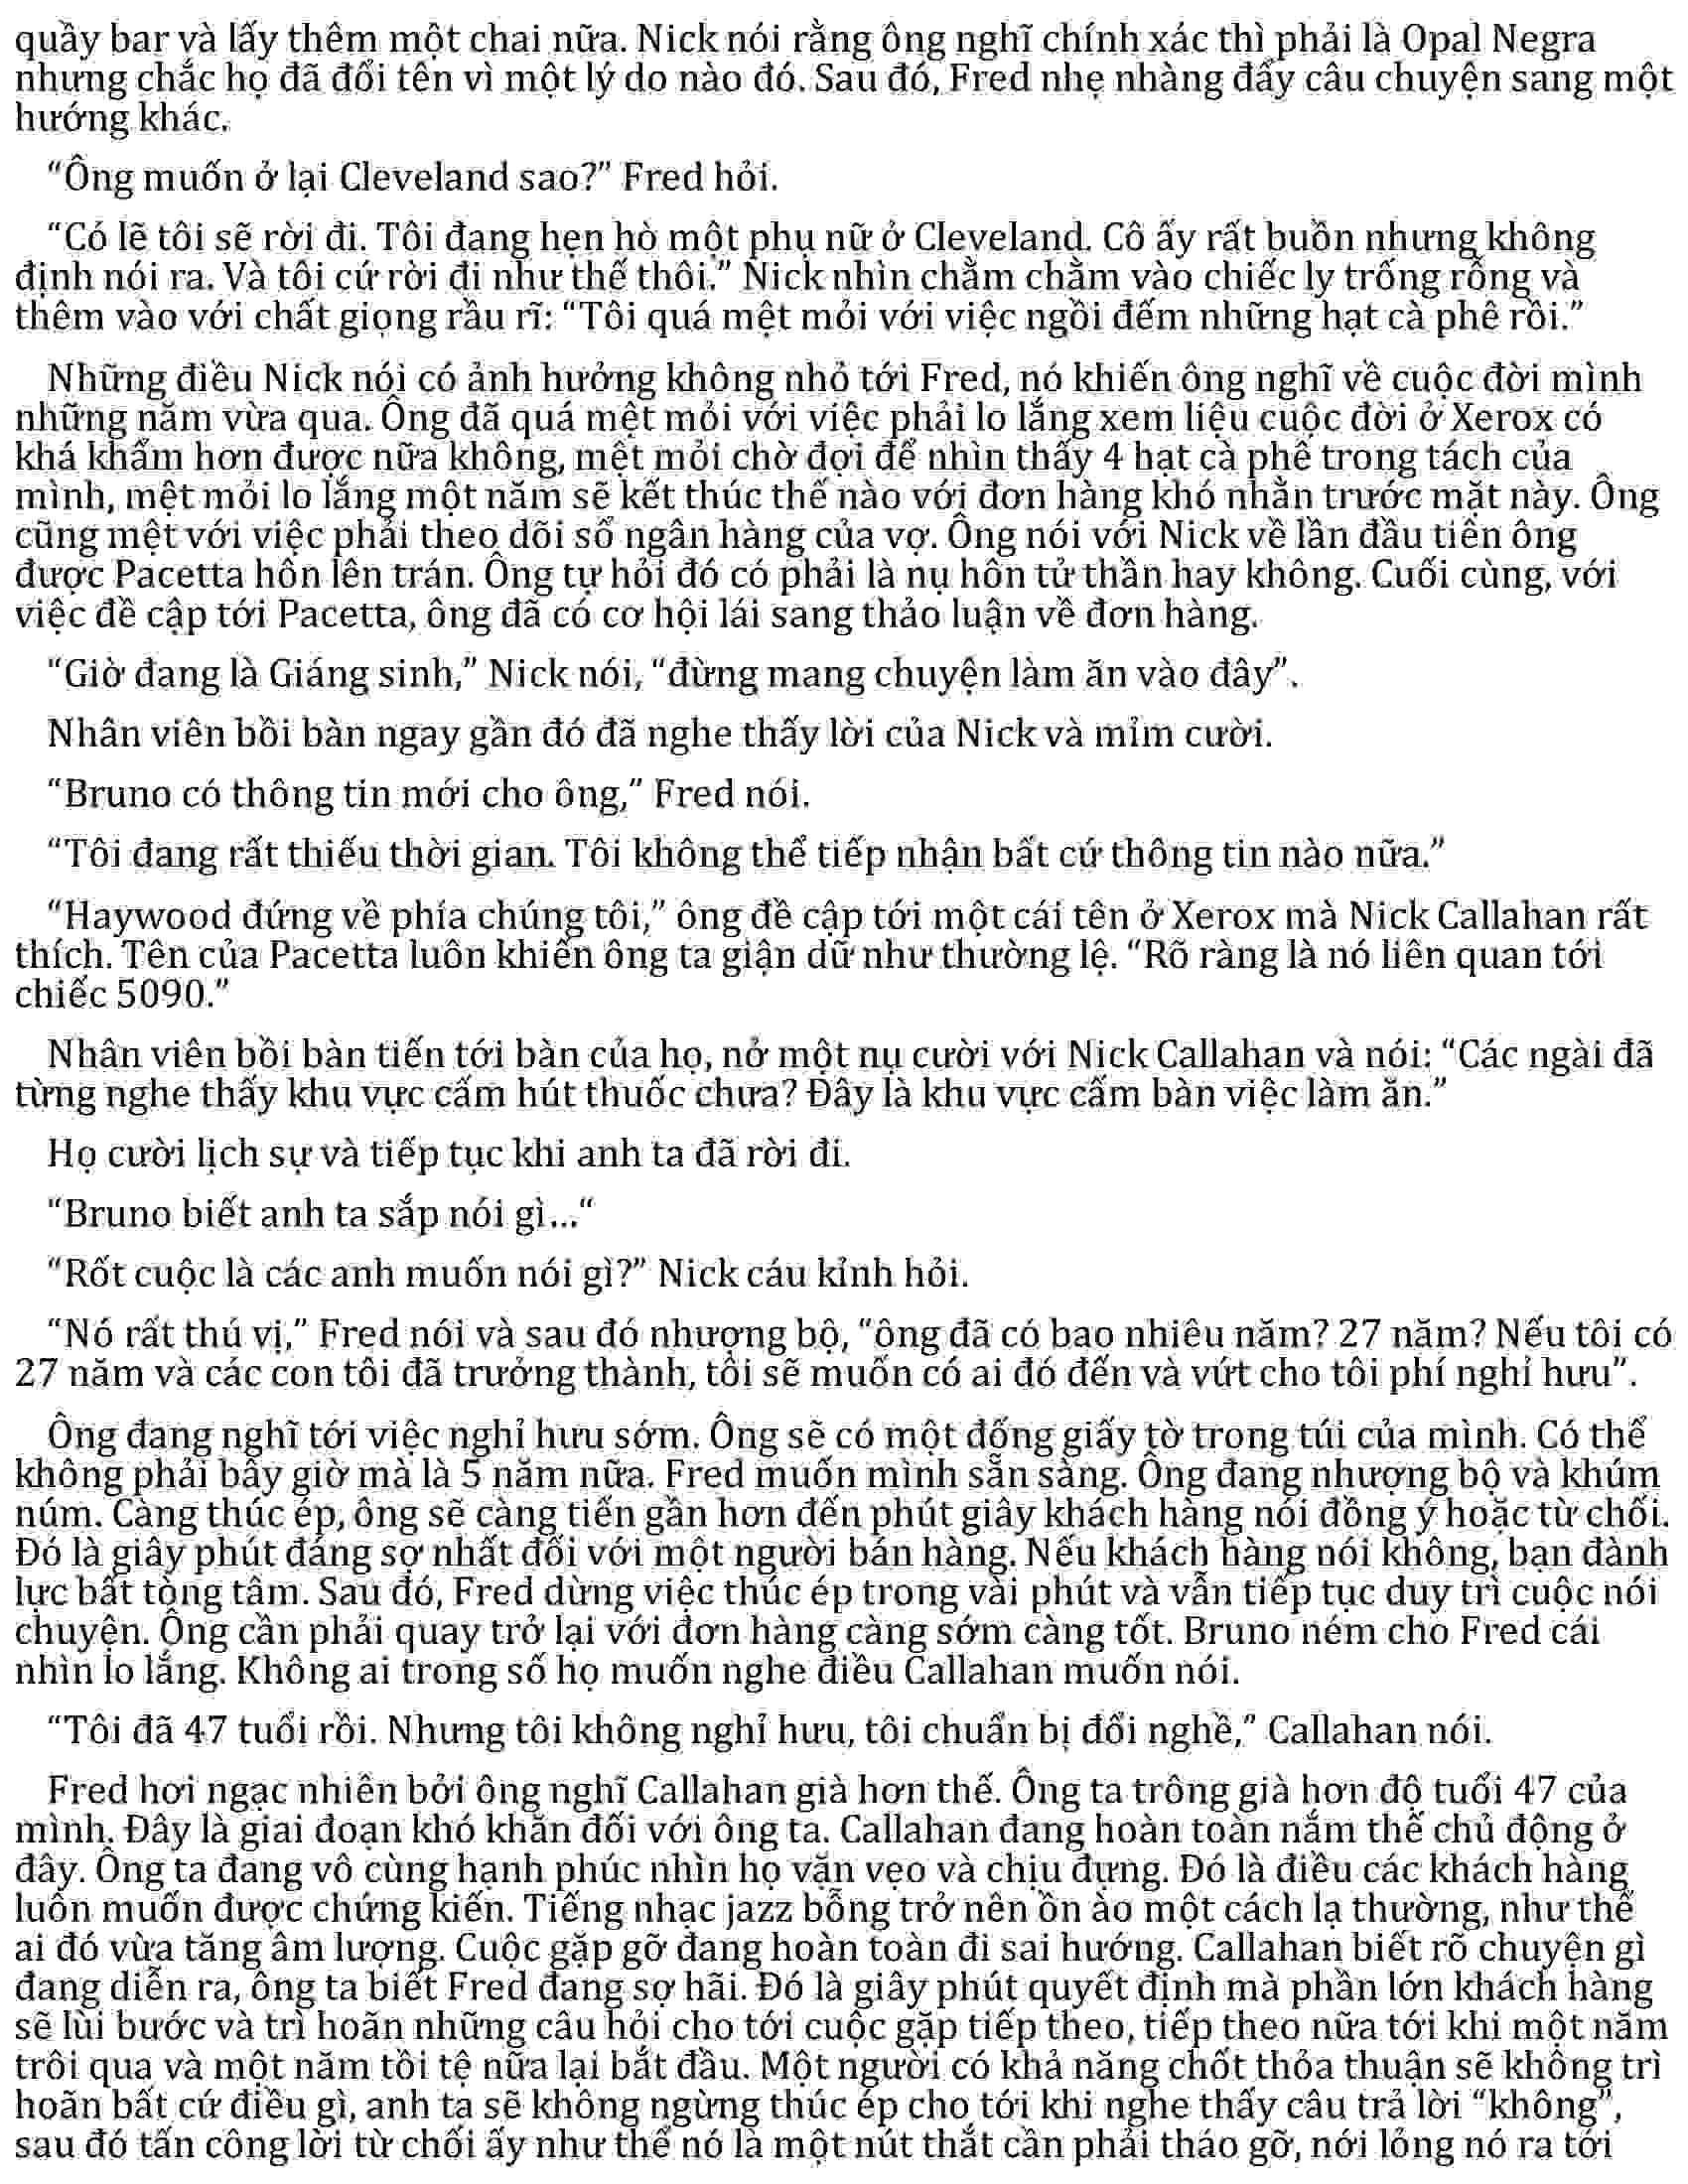 quầy bar và lấy thêm một chai nữa. Nick nói rằng ông nghĩ chính xác thì phải là Opal Negra
nhưng chắc họ đã đổi tên vì một lý do nào đó. Sau đó, Fred nhẹ nhàng đẩy câu chuyện sang một
hướng khác.
“Ông muốn ở lại Cleveland sao?” Fred hỏi.
“Có lẽ tôi sẽ rời đi. Tôi đang hẹn hò một phụ nữ ở Cleveland. Cô ấy rất buồn nhưng không
định nói ra. Và tôi cứ rời đi như thế thôi.” Nick nhìn chằm chằm vào chiếc ly trống rỗng và
thêm vào với chất giọng rầu rĩ: “Tôi quá mệt mỏi với việc ngồi đếm những hạt cà phê rồi.”
Những điều Nick nói có ảnh hưởng không nhỏ tới Fred, nó khiến ông nghĩ về cuộc đời mình
những năm vừa qua. Ông đã quá mệt mỏi với việc phải lo lắng xem liệu cuộc đời ở Xerox có
khá khẩm hơn được nữa không, mệt mỏi chờ đợi để nhìn thấy 4 hạt cà phê trong tách của
mình, mệt mỏi lo lắng một năm sẽ kết thúc thế nào với đơn hàng khó nhằn trước mặt này. Ông
cũng mệt với việc phải theo dõi sổ ngân hàng của vợ. Ông nói với Nick về lần đầu tiên ông
được Pacetta hôn lên trán. Ông tự hỏi đó có phải là nụ hôn tử thần hay không. Cuối cùng, với
việc đề cập tới Pacetta, ông đã có cơ hội lái sang thảo luận về đơn hàng.
“Giờ đang là Giáng sinh,” Nick nói, “đừng mang chuyện làm ăn vào đây”.
Nhân viên bồi bàn ngay gần đó đã nghe thấy lời của Nick và mỉm cười.
“Bruno có thông tin mới cho ông,” Fred nói.
“Tôi đang rất thiếu thời gian. Tôi không thể tiếp nhận bất cứ thông tin nào nữa.”
“Haywood đứng về phía chúng tôi,” ông đề cập tới một cái tên ở Xerox mà Nick Callahan rất
thích. Tên của Pacetta luôn khiến ông ta giận dữ như thường lệ. “Rõ ràng là nó liên quan tới
chiếc 5090.”
Nhân viên bồi bàn tiến tới bàn của họ, nở một nụ cười với Nick Callahan và nói: “Các ngài đã
từng nghe thấy khu vực cấm hút thuốc chưa? Đây là khu vực cấm bàn việc làm ăn.”
Họ cười lịch sự và tiếp tục khi anh ta đã rời đi.
“Bruno biết anh ta sắp nói gì...“
“Rốt cuộc là các anh muốn nói gì?” Nick cáu kỉnh hỏi.
“Nó rất thú vị,” Fred nói và sau đó nhượng bộ, “ông đã có bao nhiêu năm? 27 năm? Nếu tôi có
27 năm và các con tôi đã trưởng thành, tôi sẽ muốn có ai đó đến và vứt cho tôi phí nghỉ hưu”.
Ông đang nghĩ tới việc nghỉ hưu sớm. Ông sẽ có một đống giấy tờ trong túi của mình. Có thể
không phải bây giờ mà là 5 năm nữa. Fred muốn mình sẵn sàng. Ông đang nhượng bộ và khúm
núm. Càng thúc ép, ông sẽ càng tiến gần hơn đến phút giây khách hàng nói đồng ý hoặc từ chối.
Đó là giây phút đáng sợ nhất đối với một người bán hàng. Nếu khách hàng nói không, bạn đành
lực bất tòng tâm. Sau đó, Fred dừng việc thúc ép trong vài phút và vẫn tiếp tục duy trì cuộc nói
chuyện. Ông cần phải quay trở lại với đơn hàng càng sớm càng tốt. Bruno ném cho Fred cái
nhìn lo lắng. Không ai trong số họ muốn nghe điều Callahan muốn nói.
“Tôi đã 47 tuổi rồi. Nhưng tôi không nghỉ hưu, tôi chuẩn bị đổi nghề,” Callahan nói.
Fred hơi ngạc nhiên bởi ông nghĩ Callahan già hơn thế. Ông ta trông già hơn độ tuổi 47 của
mình. Đây là giai đoạn khó khăn đối với ông ta. Callahan đang hoàn toàn nắm thế chủ động ở
đây. Ông ta đang vô cùng hạnh phúc nhìn họ vặn vẹo và chịu đựng. Đó là điều các khách hàng
luôn muốn được chứng kiến. Tiếng nhạc jazz bỗng trở nên ồn ào một cách lạ thường, như thể
ai đó vừa tăng âm lượng. Cuộc gặp gỡ đang hoàn toàn đi sai hướng. Callahan biết rõ chuyện gì
đang diễn ra, ông ta biết Fred đang sợ hãi. Đó là giây phút quyết định mà phần lớn khách hàng
sẽ lùi bước và trì hoãn những câu hỏi cho tới cuộc gặp tiếp theo, tiếp theo nữa tới khi một năm
trôi qua và một năm tồi tệ nữa lại bắt đầu. Một người có khả năng chốt thỏa thuận sẽ không trì
hoãn bất cứ điều gì, anh ta sẽ không ngừng thúc ép cho tới khi nghe thấy câu trả lời “không”,
sau đó tấn công lời từ chối ấy như thể nó là một nút thắt cần phải tháo gỡ, nới lỏng nó ra tới